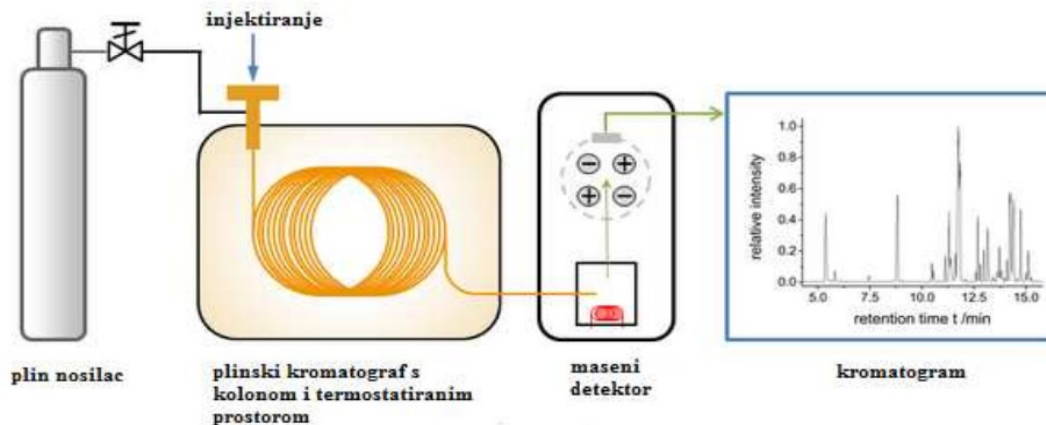 injektiranje
plin nosilac
plinski kromatograf s
kolonom i termostatiranim
prostorom
− +
+ −
maseni
detektor
relative intensity
1.0
0.8
0.6
0.4
0.2
0.0
5.0 7.5 10.0 12.5 15.0
retention time t /min
kromatogram